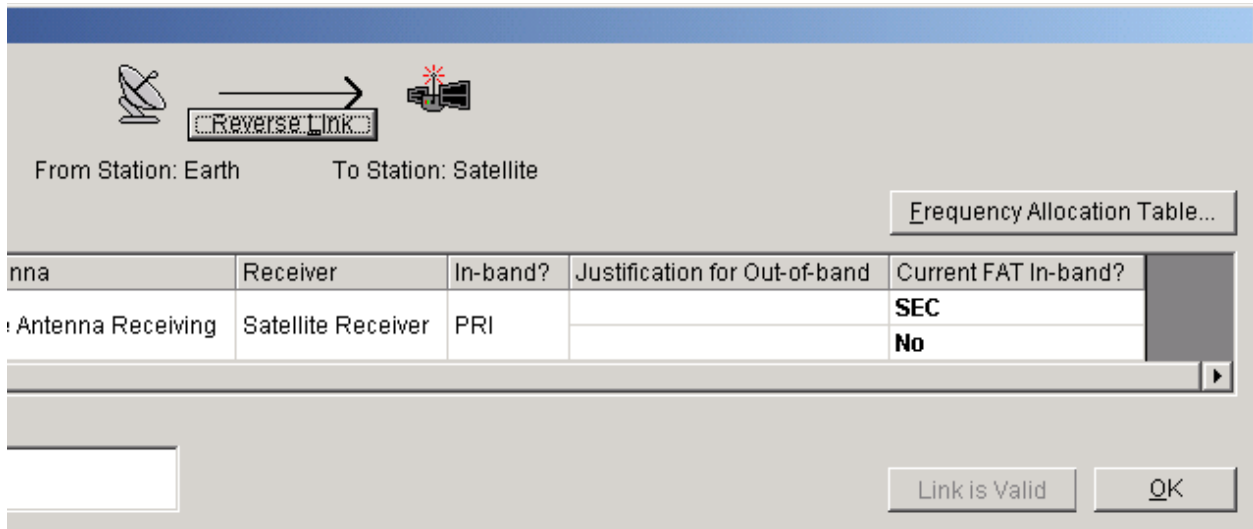 Reverse Link
From Station: Earth To Station: Satellite
Frequency Allocation Table...
nna Receiver In-band? Justification for Out-of-band Current FAT In-band?
Antenna Receiving Satellite Receiver PRI SEC
No
Link is Valid OK